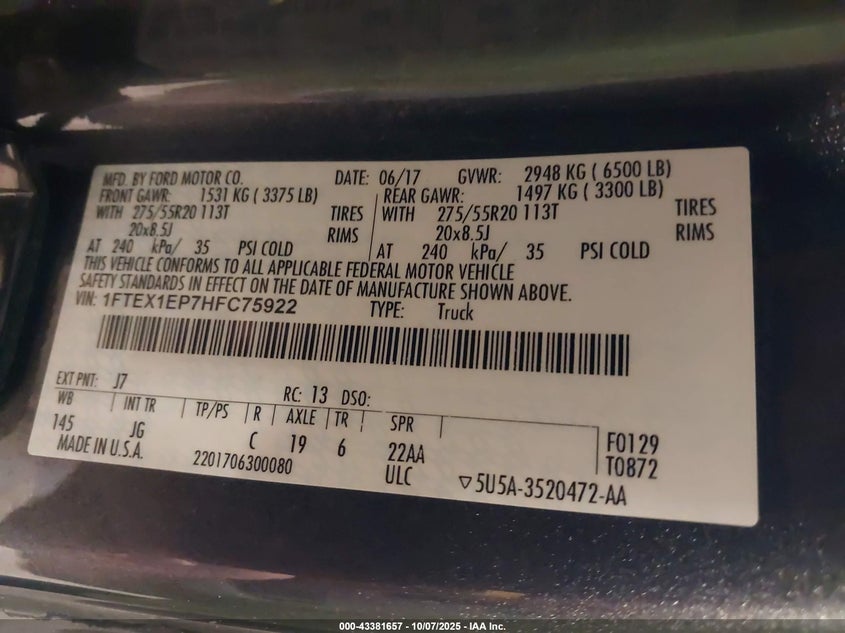 MFD. BY FORD MOTOR CO. DATE: 06/17 GVWR: 2948 KG ( 6500 LB)
FRONT GAWR: 1531 KG ( 3375 LB) REAR GAWR: 1497 KG ( 3300 LB)
WITH 275/55R20 113T TIRES WITH 275/55R20 113T TIRES
20x8.5J RIMS 20x8.5J RIMS
AT 240 kPa/ 35 PSI COLD AT 240 kPa/ 35 PSI COLD
THIS VEHICLE CONFORMS TO ALL APPLICABLE FEDERAL MOTOR VEHICLE
SAFETY STANDARDS IN EFFECT ON THE DATE OF MANUFACTURE SHOWN ABOVE.
VIN: 1FTEX1EP7HFC75922 TYPE: Truck
EXT PNT: J7 RC: 13 DSO:
WB INT TR TP/PS R AXLE TR SPR
145 JG C 19 6 22AA F0129
MADE IN U.S.A. 2201706300080 ULC T0872
▽5U5A-3520472-AA
000-43381657 - 10/07/2025 - IAA Inc.